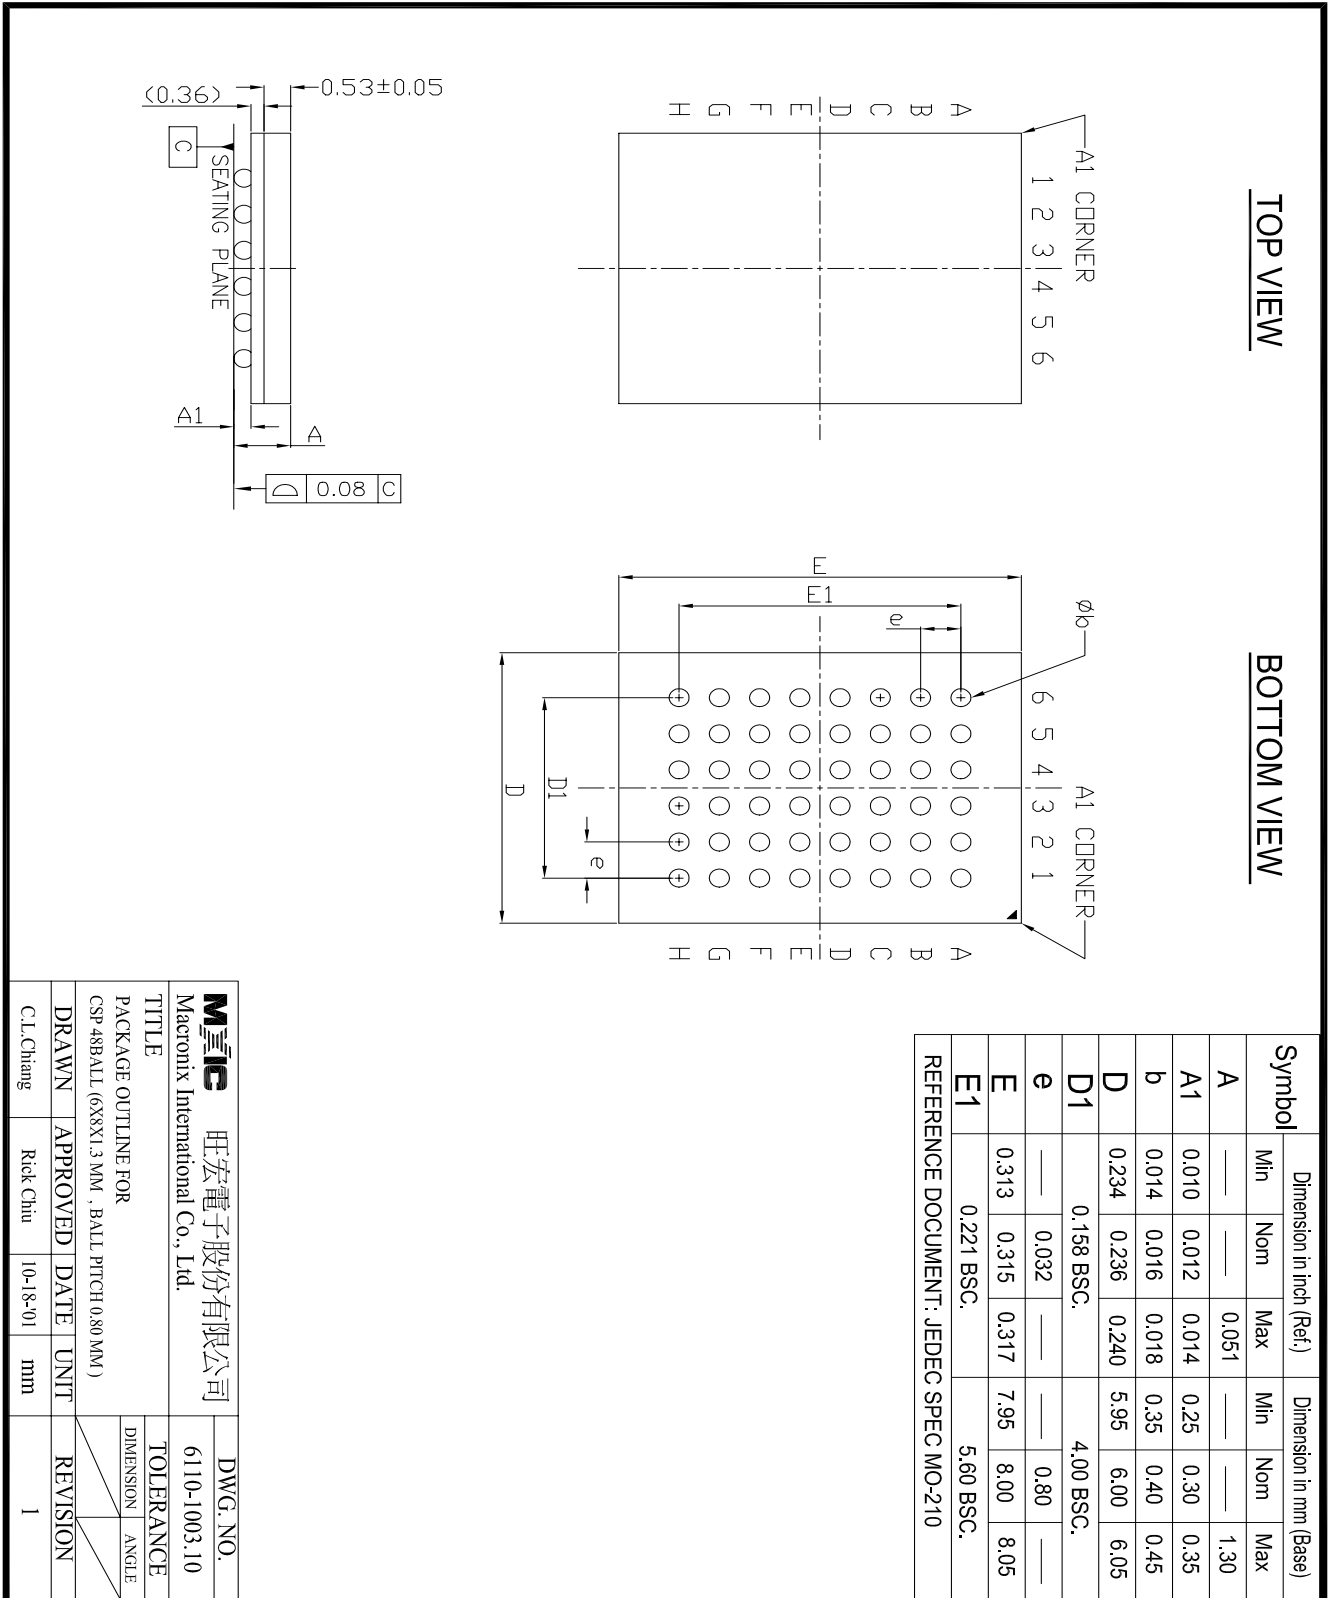 TOP VIEW
A1 CORNER
1 2 3 4 5 6
A
B
C
D
E
F
G
H
0.53±0.05
(0.36)
C
SEATING PLANE
A1
A
0.08 C
BOTTOM VIEW
A1 CORNER
6 5 4 3 2 1
A
B
C
D
E
F
G
H
Øb
E
E1
e
D1
D
e
Symbol Dimension in inch (Ref.) Dimension in mm (Base)
Min Nom Max Min Nom Max
A — — 0.051 — — 1.30
A1 0.010 0.012 0.014 0.25 0.30 0.35
b 0.014 0.016 0.018 0.35 0.40 0.45
D 0.234 0.236 0.240 5.95 6.00 6.05
D1 0.158 BSC. 4.00 BSC.
e — 0.032 — — 0.80 —
E 0.313 0.315 0.317 7.95 8.00 8.05
E1 0.221 BSC. 5.60 BSC.
REFERENCE DOCUMENT: JEDEC SPEC MO-210
MXIC 旺宏電子股份有限公司
Macronix International Co., Ltd.
DWG. NO.
6110-1003.10
TITLE
PACKAGE OUTLINE FOR
CSP 48BALL (6X8X1.3 MM , BALL PITCH 0.80 MM )
TOLERANCE
DIMENSION ANGLE
DRAWN APPROVED DATE UNIT REVISION
C.L.Chiang Rick Chiu 10-18-'01 mm 1